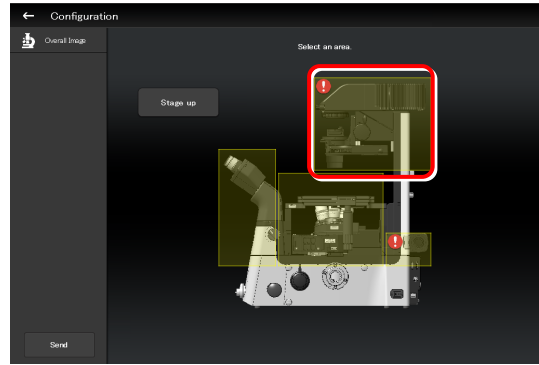 ← Configuration
Overall Image
Select an area.
Stage up
!
!
Send